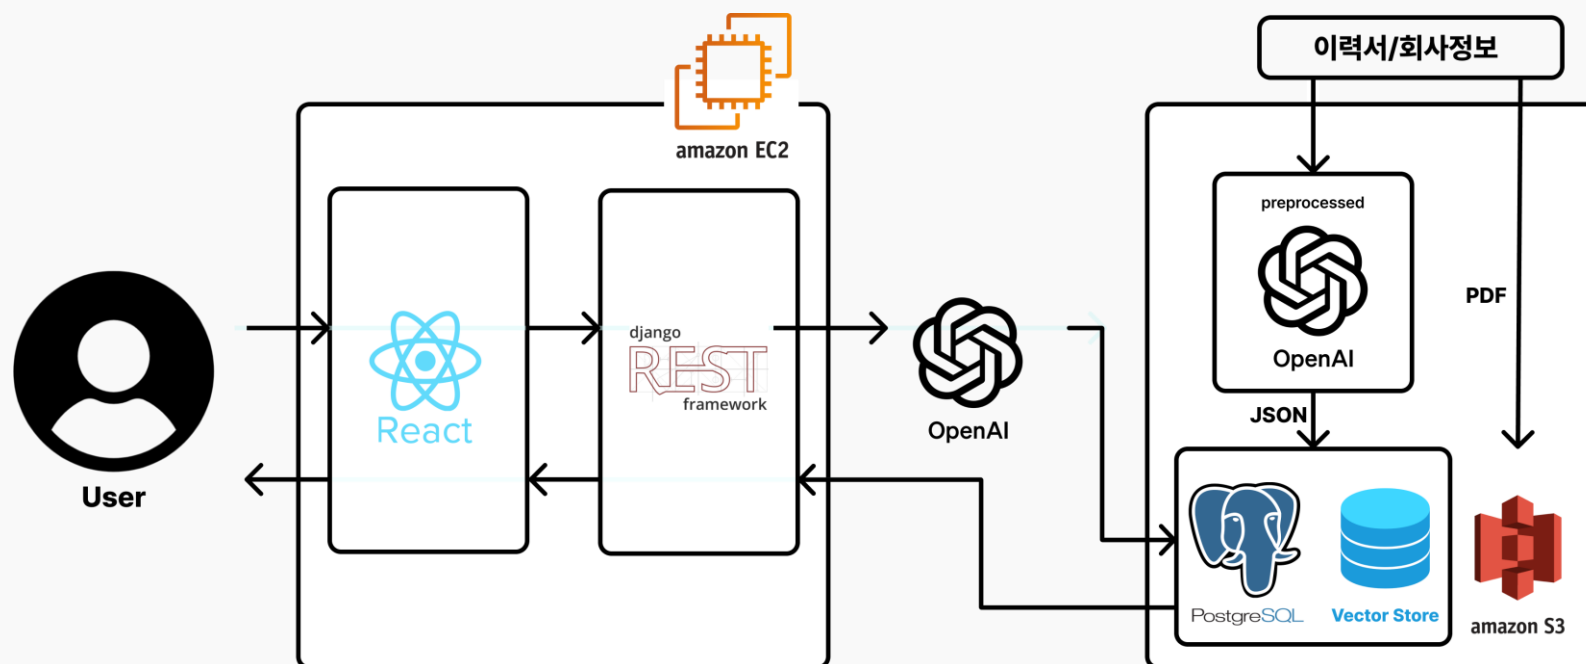 이력서/회사정보
amazon EC2
preprocessed
OpenAI
PDF
django
REST
framework
React
OpenAI
JSON
User
PostgreSQL
Vector Store
amazon S3